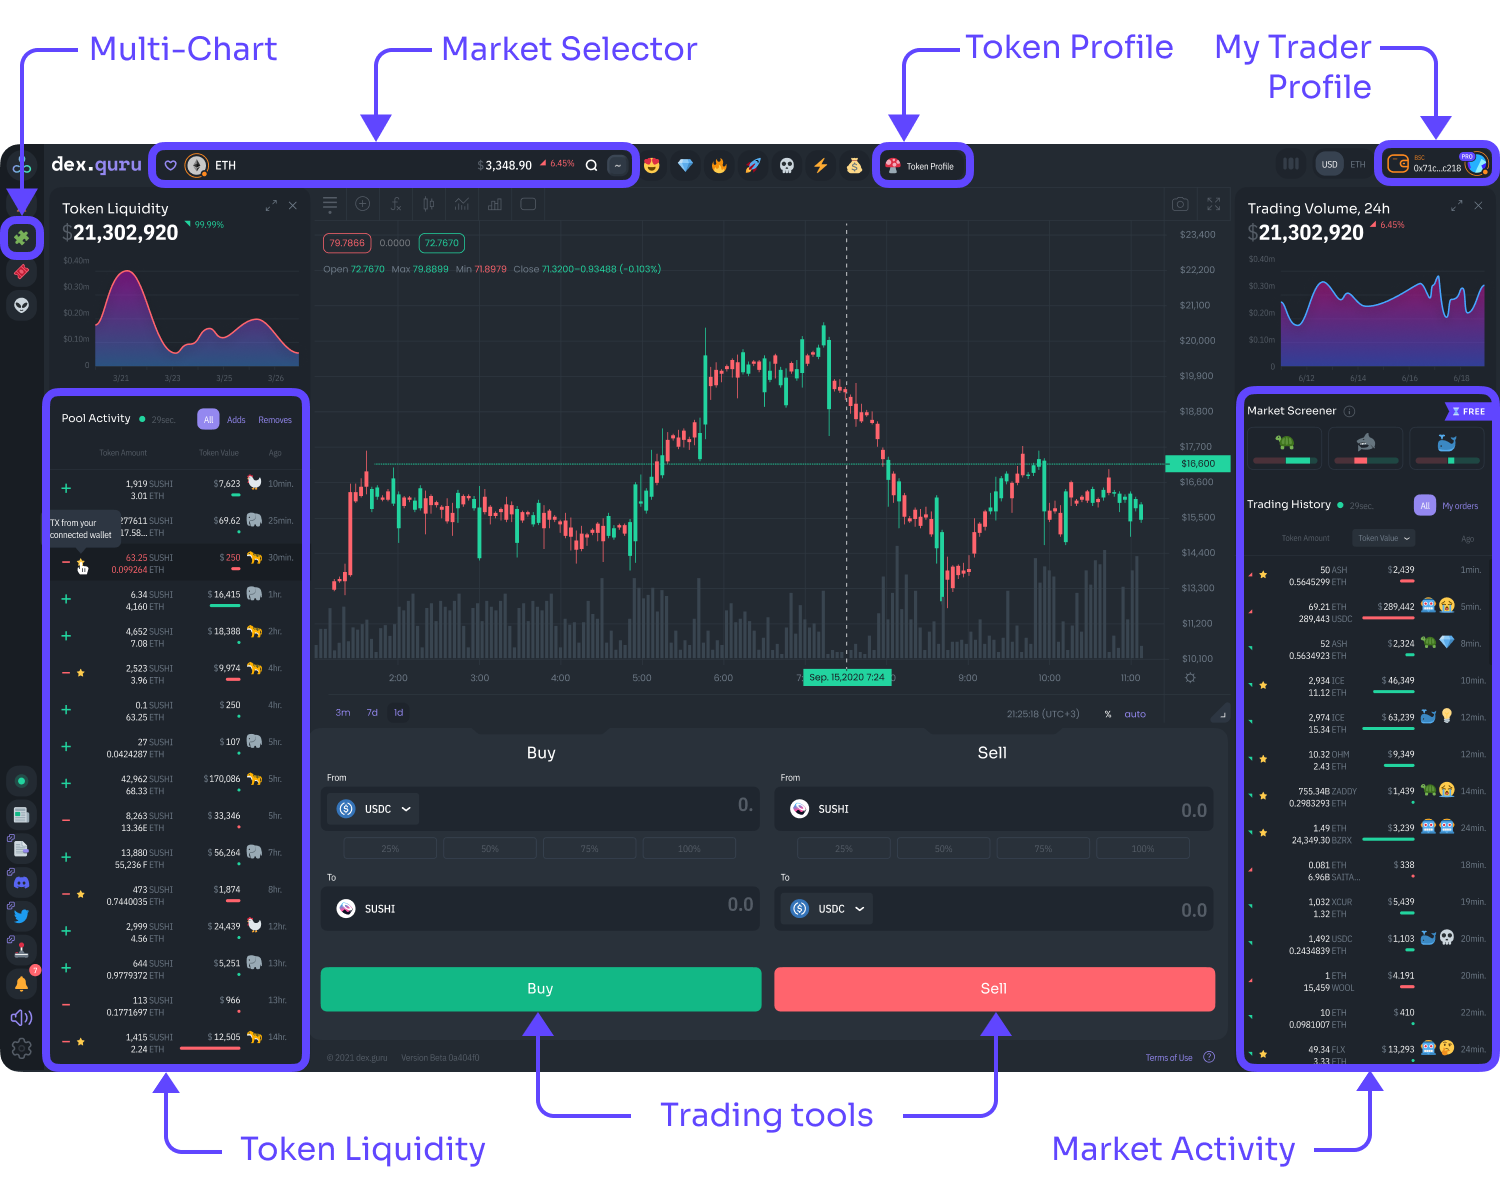 Multi-Chart
Market Selector
Token Profile
My Trader
Profile
dex.guru
ETH
$3,348.90
6.45%
~
Token Profile
USD
ETH
BSC
0x71c...c218
PRO
Token Liquidity
$21,302,920
99.99%
$0.40m
$0.30m
$0.20m
$0.10m
0
3/21 3/23 3/25 3/26
79.7866 0.0000 72.7670
Open 72.7670 Max 79.8899 Min 71.8979 Close 71.3200–0.93488 (–0.103%)
$23,400
$22,200
$21,100
$20,000
$19,900
$18,800
$17,700
$16,600
$16,600
$15,500
$14,400
$13,300
$11,200
$10,100
2:00 3:00 4:00 5:00 6:00 Sep. 15,2020 7:24 9:00 10:00 11:00
3m 7d 1d
21:25:18 (UTC+3) % auto
Trading Volume, 24h
$21,302,920
6.45%
$0.40m
$0.30m
$0.20m
$0.10m
0
6/12 6/14 6/16 6/18
Pool Activity 29sec. All Adds Removes
Token Amount Token Value Ago
1,919 SUSHI $7,623 10min.
3.01 ETH
TX from your
connected wallet
277611 SUSHI $69.62 25min.
17.58... ETH
63.25 SUSHI $ 250 30min.
0.099264 ETH
6.34 SUSHI $ 16,415 1hr.
4,160 ETH
4,652 SUSHI $ 18,388 2hr.
7.08 ETH
2,523 SUSHI $ 9,974 4hr.
3.96 ETH
0.1 SUSHI $ 250 4hr.
63.25 ETH
27 SUSHI $ 107 5hr.
0.0424287 ETH
42,962 SUSHI $ 170,086 5hr.
68.33 ETH
8,263 SUSHI $ 33,346 5hr.
13.36E ETH
13,880 SUSHI $ 56,264 7hr.
55,236 F ETH
473 SUSHI $ 1,874 8hr.
0.7440035 ETH
2,999 SUSHI $ 24,439 12hr.
4.56 ETH
644 SUSHI $ 5,251 13hr.
0.9779372 ETH
113 SUSHI $ 966 13hr.
0.1771697 ETH
1,415 SUSHI $ 12,505 14hr.
2.24 ETH
?
Buy
From
USDC 0.
25% 50% 75% 100%
To
SUSHI 0.0
Buy
Sell
From
SUSHI 0.0
25% 50% 75% 100%
To
USDC 0.0
Sell
© 2021 dex.guru Version Beta 0a404f0
Terms of Use ?
Market Screener FREE
Trading History 29sec. All My orders
Token Amount Token Value Ago
50 ASH $ 2,439 1min.
0.5645299 ETH
69.21 ETH $ 289,442 5min.
289,443 USDC
52 ASH $ 2,324 8min.
0.5634923 ETH
2,934 ICE $ 46,349 10min.
11.12 ETH
2,974 ICE $ 63,239 12min.
15.34 ETH
10.32 OHM $ 9,349 12min.
2.43 ETH
755.34B ZADDY $ 1,439 14min.
0.2983293 ETH
1.49 ETH $ 3,239 24min.
24,349.30 BZRX
0.081 ETH $ 338 18min.
6.96B SAITA...
1,032 XCUR $ 5,439 19min.
1.32 ETH
1,492 USDC $ 1,103 20min.
0.2434839 ETH
1 ETH $ 4.191 20min.
15,459 WOOL
10 ETH $ 410 22min.
0.0981007 ETH
49.34 FLX $ 13,293 24min.
3.33 ETH
Trading tools
Token Liquidity
Market Activity